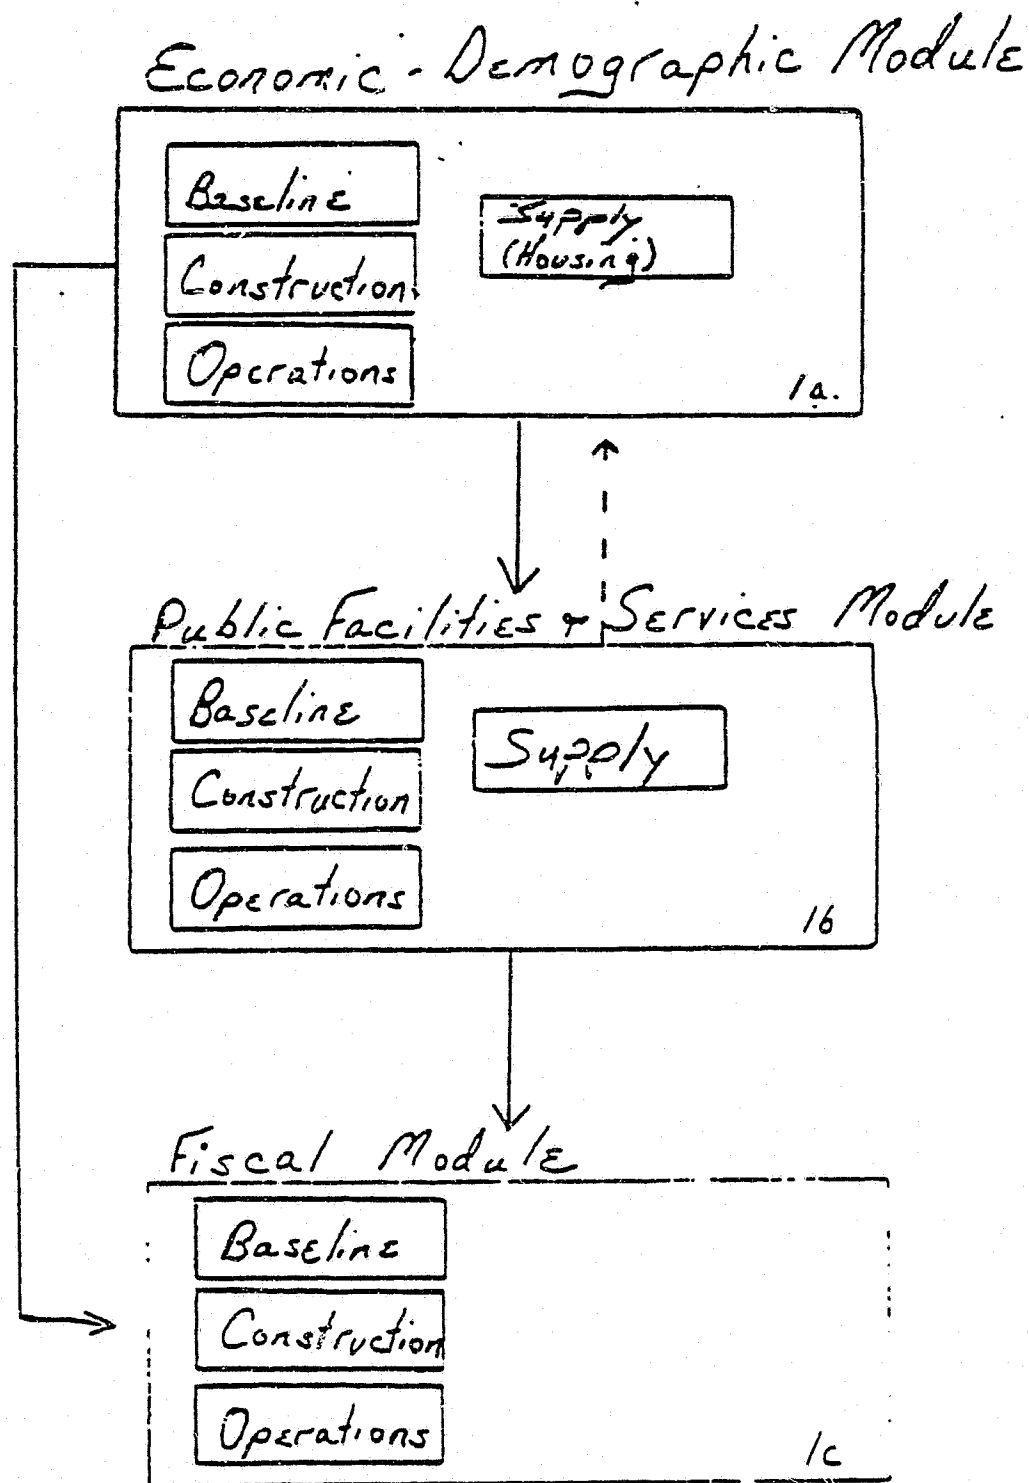 Economic - Demographic Module
Baseline
Supply
(Housing)
Construction
Operations
1a.
Public Facilities & Services Module
Baseline
Supply
Construction
Operations
1b
Fiscal Module
Baseline
Construction
Operations
1c